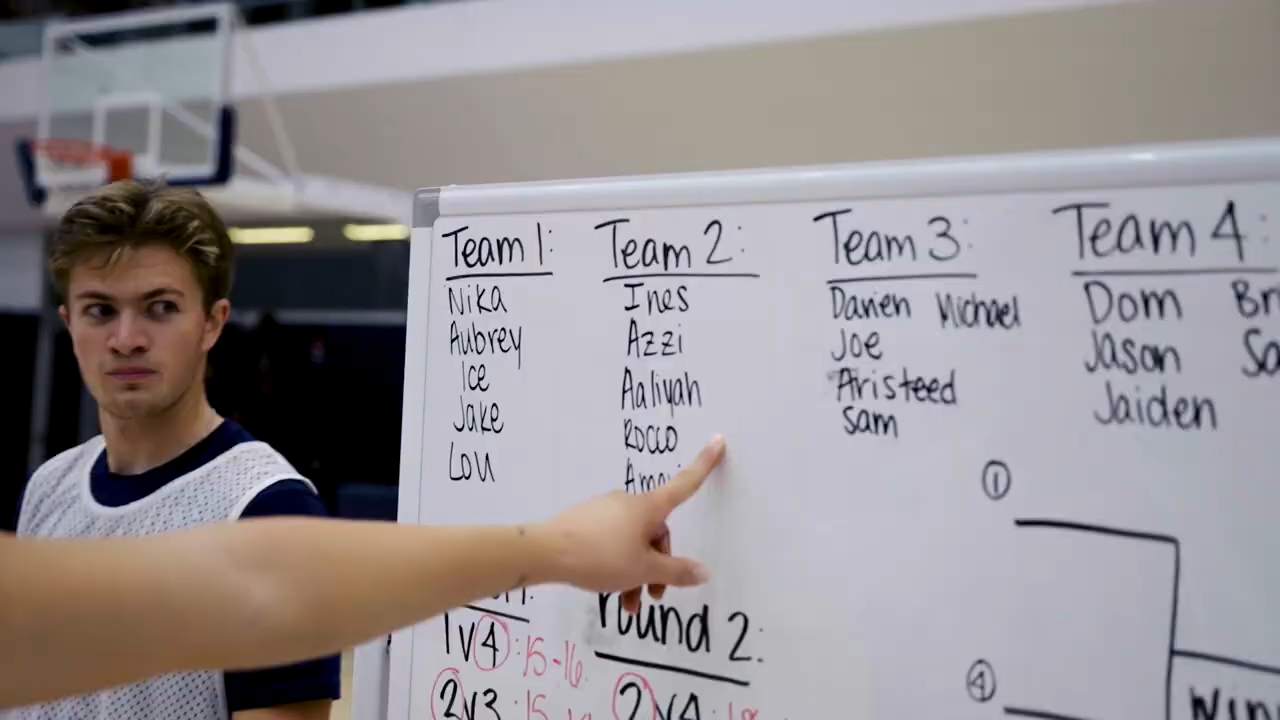 Team 1:
Nika
Aubrey
Ice
Jake
Lou
Team 2:
Ines
Azzi
Aaliyah
Rocco
Team 3:
Darien Michael
Joe
Aristeed
Sam
Team 4:
Dom
Jason
Jaiden
1v4: 15-16
2v3: 15
round 2:
2v4:
①
④